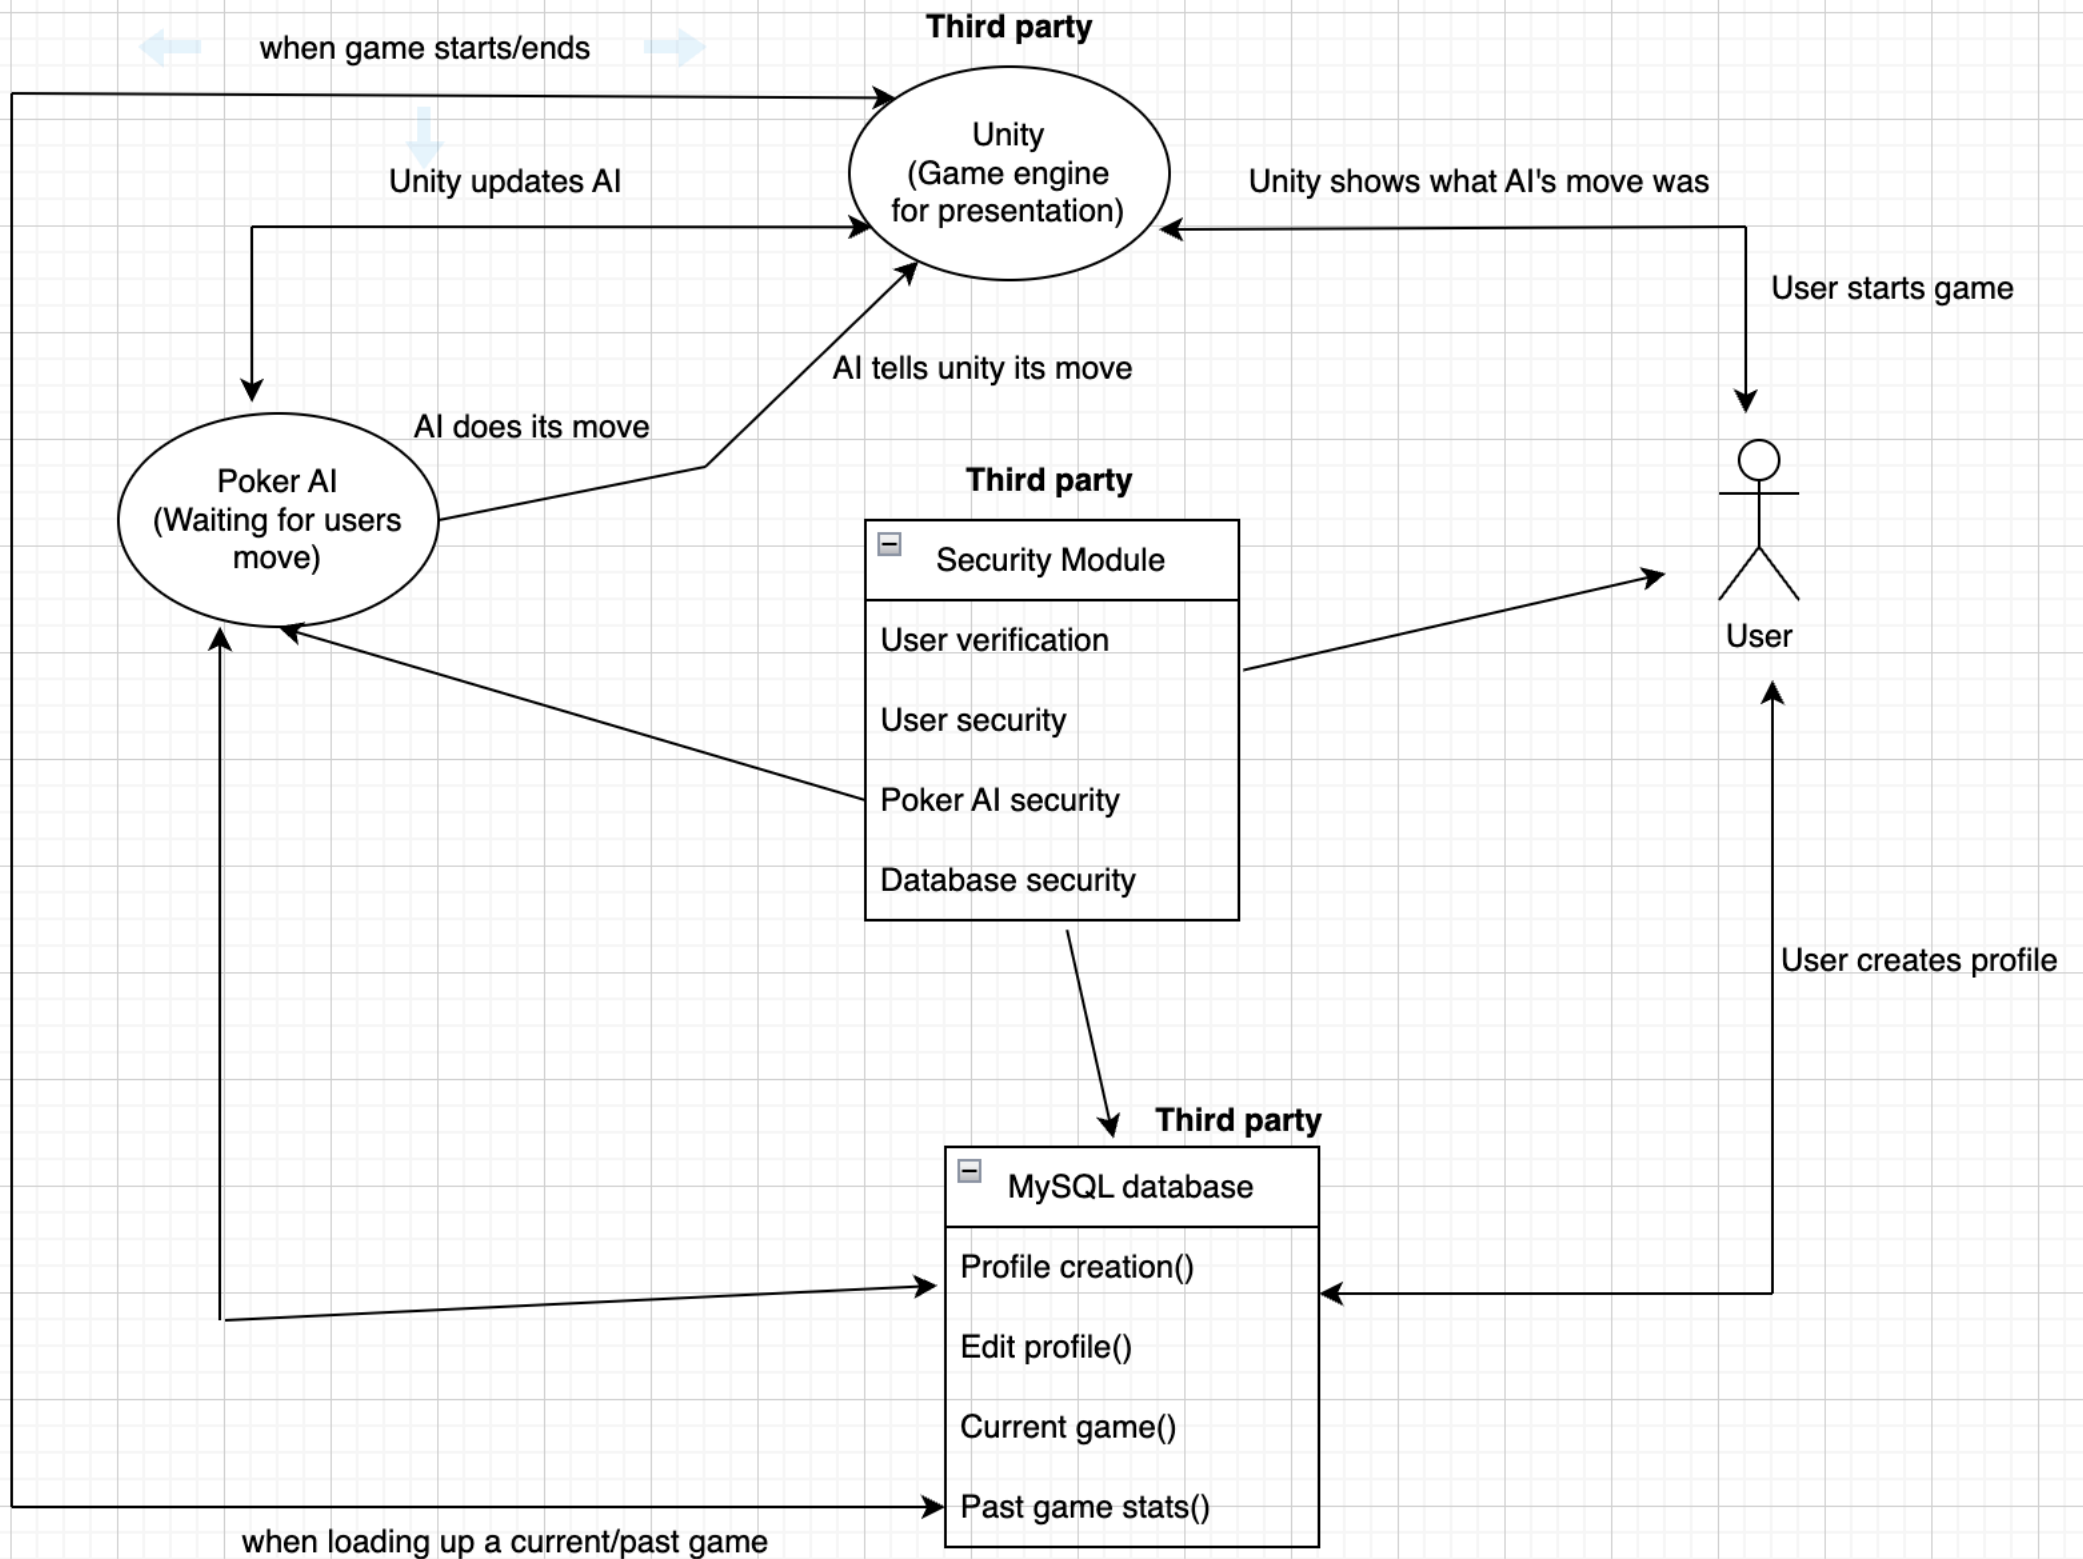 Third party
when game starts/ends
Unity
(Game engine
for presentation)
Unity updates AI
Unity shows what AI's move was
User starts game
AI tells unity its move
AI does its move
Poker AI
(Waiting for users
move)
Third party
Security Module
User verification
User security
Poker AI security
Database security
User
User creates profile
Third party
MySQL database
Profile creation()
Edit profile()
Current game()
Past game stats()
when loading up a current/past game